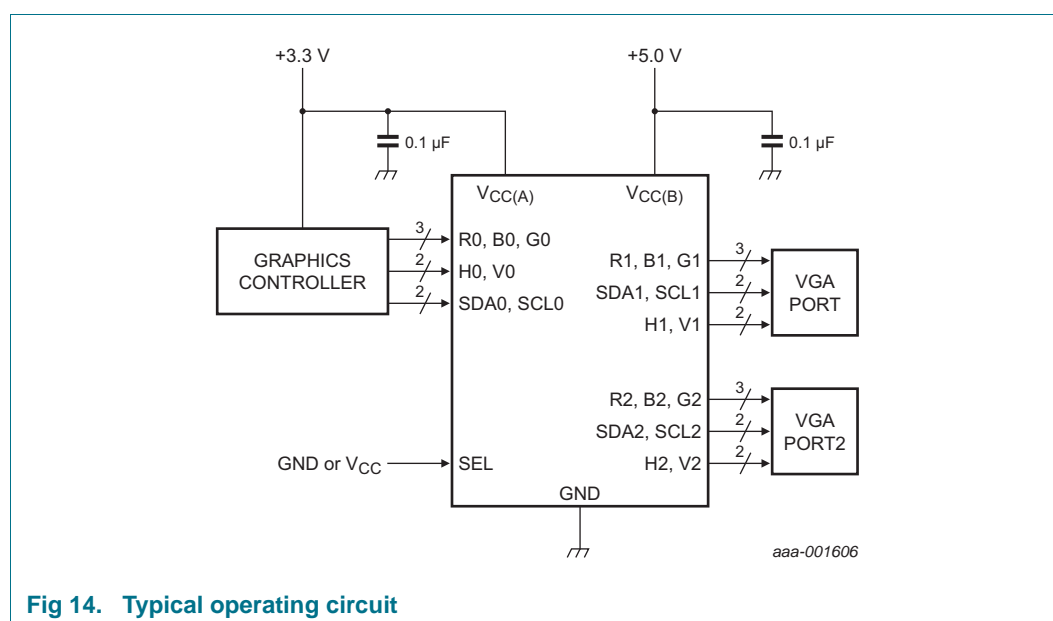 +3.3 V
+5.0 V
0.1 µF
0.1 µF
VCC(A)
VCC(B)
GRAPHICS
CONTROLLER
3
R0, B0, G0
2
H0, V0
2
SDA0, SCL0
R1, B1, G1
3
SDA1, SCL1
2
H1, V1
2
VGA
PORT
R2, B2, G2
3
SDA2, SCL2
2
H2, V2
2
VGA
PORT2
GND or VCC
SEL
GND
aaa-001606
Fig 14. Typical operating circuit